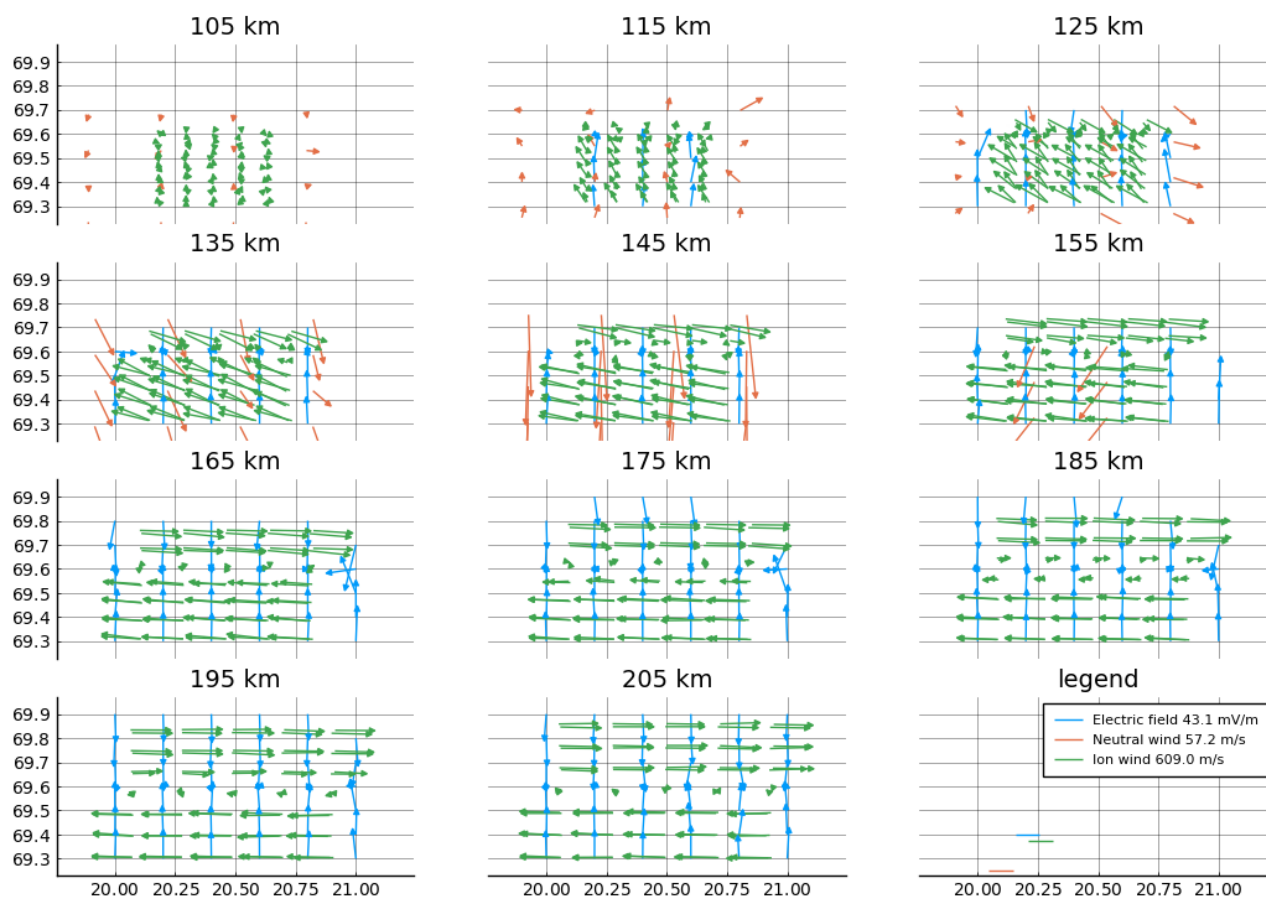 105 km
115 km
125 km
69.9
69.8
69.7
69.6
69.5
69.4
69.3
135 km
145 km
155 km
69.9
69.8
69.7
69.6
69.5
69.4
69.3
165 km
175 km
185 km
69.9
69.8
69.7
69.6
69.5
69.4
69.3
195 km
205 km
legend
69.9
69.8
69.7
69.6
69.5
69.4
69.3
Electric field 43.1 mV/m
Neutral wind 57.2 m/s
Ion wind 609.0 m/s
20.00 20.25 20.50 20.75 21.00
20.00 20.25 20.50 20.75 21.00
20.00 20.25 20.50 20.75 21.00